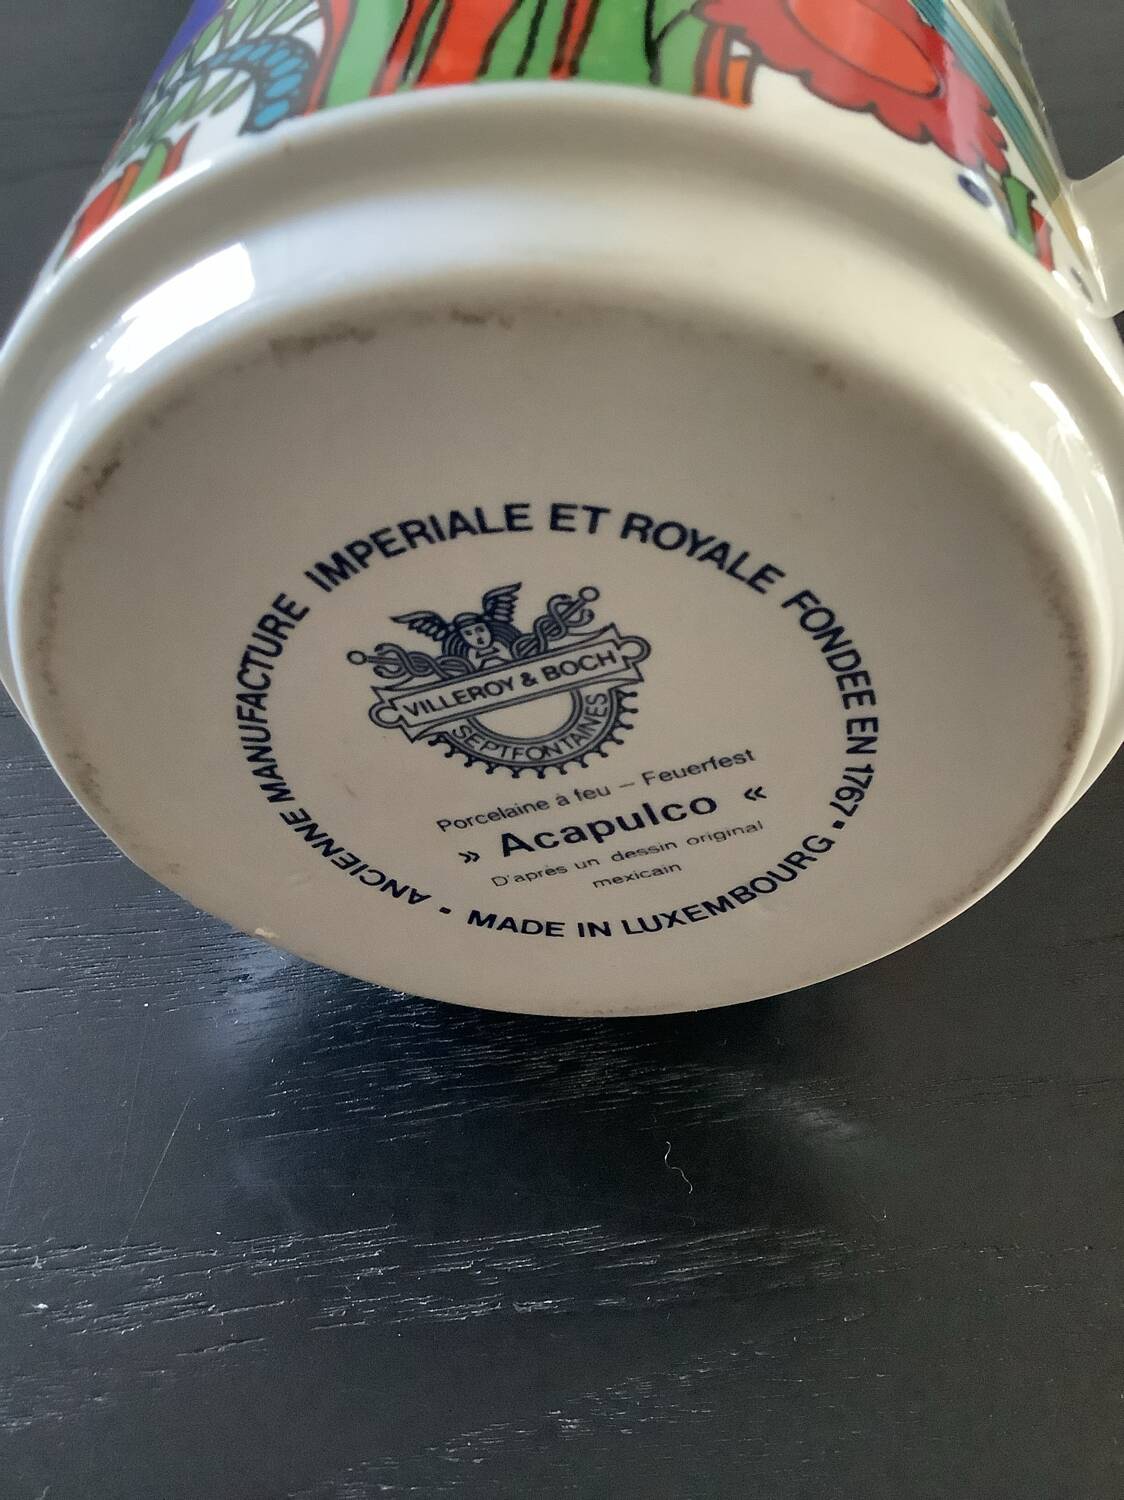 ANCIENNE MANUFACTURE IMPERIALE ET ROYALE FONDEE EN 1767 •
VILLEROY & BOCH
SEPTFONTAINES
Porcelaine à feu – Feuerfest
» Acapulco «
D'après un dessin original
mexicain
• MADE IN LUXEMBOURG